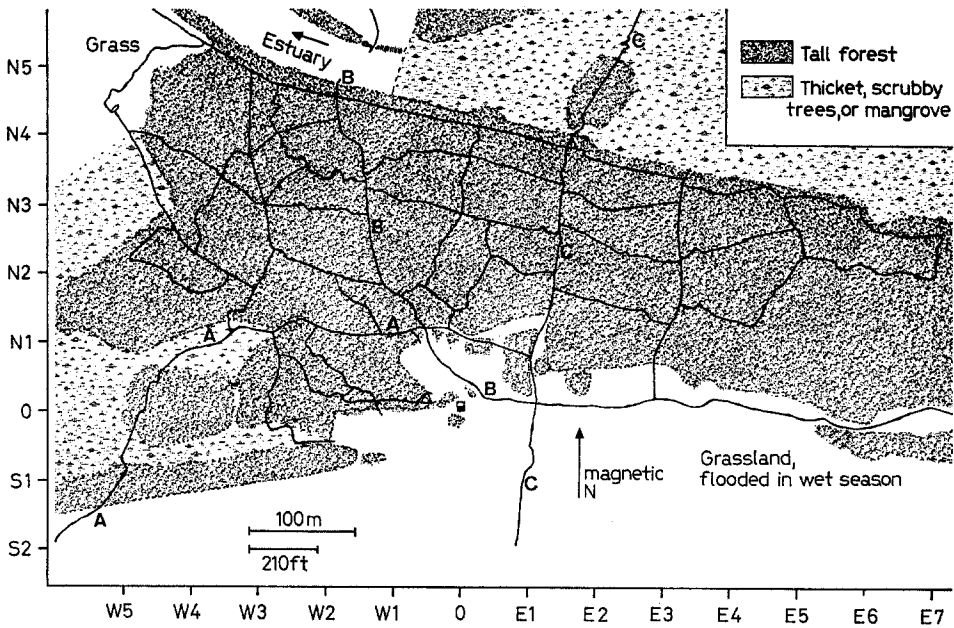 Grass
Estuary
Tall forest
Thicket, scrubby
trees, or mangrove
N5
N4
N3
N2
N1
0
S1
S2
B
C
B
C
A
A
B
C
A
magnetic
N
Grassland,
flooded in wet season
100m
210ft
W5 W4 W3 W2 W1 0 E1 E2 E3 E4 E5 E6 E7